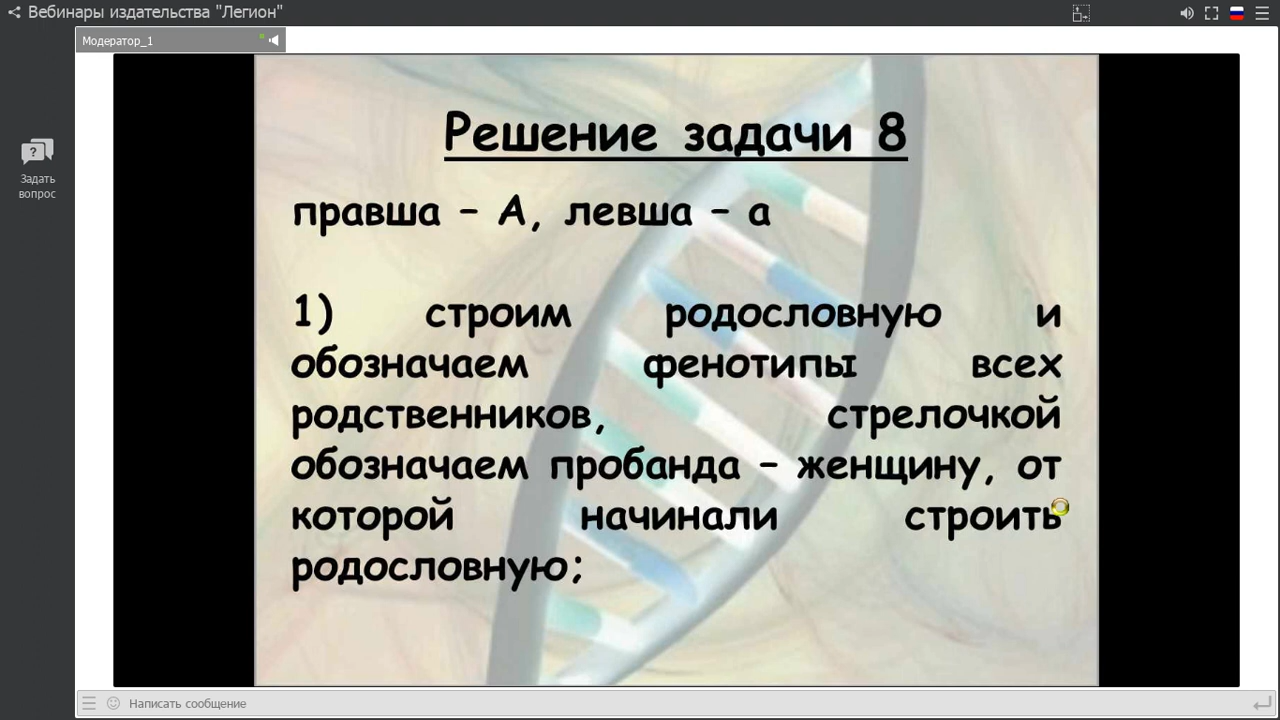 Вебинары издательства "Легион"
Модератор_1
Задать
вопрос
Решение задачи 8
правша – А, левша – а
1) строим родословную и
обозначаем фенотипы всех
родственников, стрелочкой
обозначаем пробанда – женщину, от
которой начинали строить
родословную;
Написать сообщение